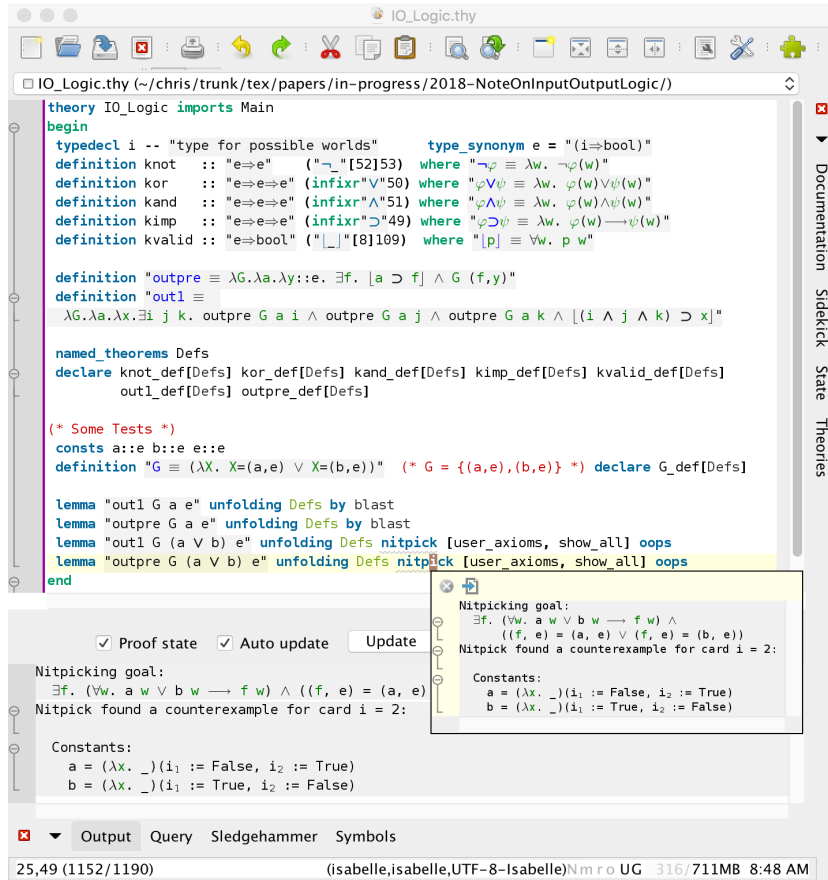 IO_Logic.thy
IO_Logic.thy (~/chris/trunk/tex/papers/in-progress/2018-NoteOnInputOutputLogic/)
theory IO_Logic imports Main
begin
typedecl i -- "type for possible worlds" type_synonym e = "(i⇒bool)"
definition knot :: "e⇒e" ("¬_"[52]53) where "¬φ ≡ λw. ¬φ(w)"
definition kor :: "e⇒e⇒e" (infixr"∨"50) where "φ∨ψ ≡ λw. φ(w)∨ψ(w)"
definition kand :: "e⇒e⇒e" (infixr"∧"51) where "φ∧ψ ≡ λw. φ(w)∧ψ(w)"
definition kimp :: "e⇒e⇒e" (infixr"⊃"49) where "φ⊃ψ ≡ λw. φ(w)⟶ψ(w)"
definition kvalid :: "e⇒bool" ("⌊_⌋"[8]109) where "⌊p⌋ ≡ ∀w. p w"
definition "outpre ≡ λG.λa.λy::e. ∃f. ⌊a ⊃ f⌋ ∧ G (f,y)"
definition "out1 ≡
λG.λa.λx.∃i j k. outpre G a i ∧ outpre G a j ∧ outpre G a k ∧ ⌊(i ∧ j ∧ k) ⊃ x⌋"
named_theorems Defs
declare knot_def[Defs] kor_def[Defs] kand_def[Defs] kimp_def[Defs] kvalid_def[Defs]
out1_def[Defs] outpre_def[Defs]
(* Some Tests *)
consts a::e b::e e::e
definition "G ≡ (λX. X=(a,e) ∨ X=(b,e))" (* G = {(a,e),(b,e)} *) declare G_def[Defs]
lemma "out1 G a e" unfolding Defs by blast
lemma "outpre G a e" unfolding Defs by blast
lemma "out1 G (a ∨ b) e" unfolding Defs nitpick [user_axioms, show_all] oops
lemma "outpre G (a ∨ b) e" unfolding Defs nitpick [user_axioms, show_all] oops
end
Documentation
Sidekick
State
Theories
Nitpicking goal:
∃f. (∀w. a w ∨ b w ⟶ f w) ∧
((f, e) = (a, e) ∨ (f, e) = (b, e))
Nitpick found a counterexample for card i = 2:
Constants:
a = (λx. _)(i₁ := False, i₂ := True)
b = (λx. _)(i₁ := True, i₂ := False)
Proof state Auto update Update
Nitpicking goal:
∃f. (∀w. a w ∨ b w ⟶ f w) ∧ ((f, e) = (a, e)
Nitpick found a counterexample for card i = 2:
Constants:
a = (λx. _)(i₁ := False, i₂ := True)
b = (λx. _)(i₁ := True, i₂ := False)
Output Query Sledgehammer Symbols
25,49 (1152/1190) (isabelle,isabelle,UTF-8-Isabelle)N m r o UG 316/711MB 8:48 AM